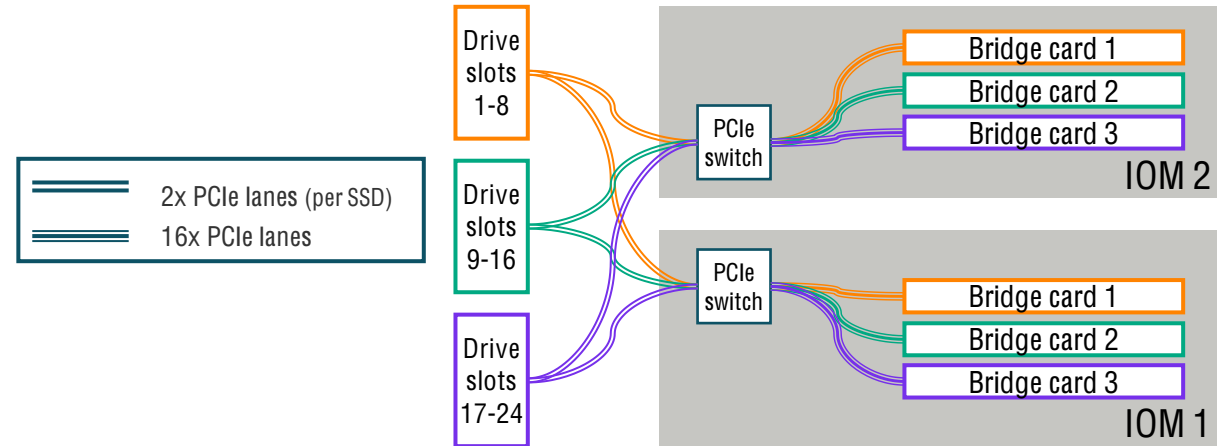 Drive
slots
1-8
Drive
slots
9-16
Drive
slots
17-24
2x PCIe lanes (per SSD)
16x PCIe lanes
PCIe
switch
Bridge card 1
Bridge card 2
Bridge card 3
IOM 2
PCIe
switch
Bridge card 1
Bridge card 2
Bridge card 3
IOM 1